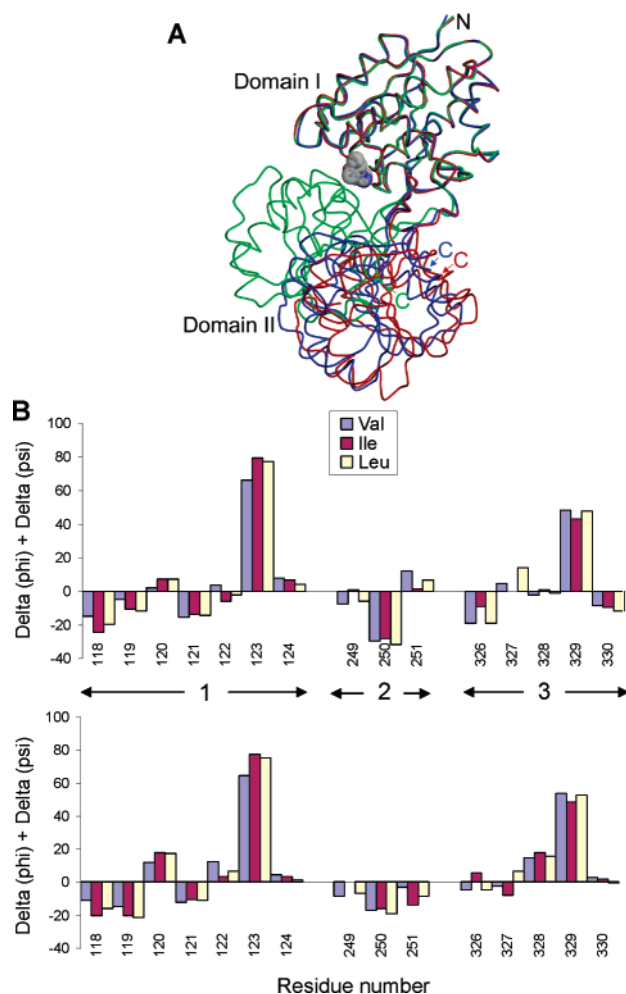 A
N
Domain I
C
C
C
Domain II
B
Val
Ile
Leu
Delta (phi) + Delta (psi)
100
80
60
40
20
0
-20
-40
118 119 120 121 122 123 124 249 250 251 326 327 328 329 330
1 2 3
Delta (phi) + Delta (psi)
100
80
60
40
20
0
-20
-40
118 119 120 121 122 123 124 249 250 251 326 327 328 329 330
Residue number